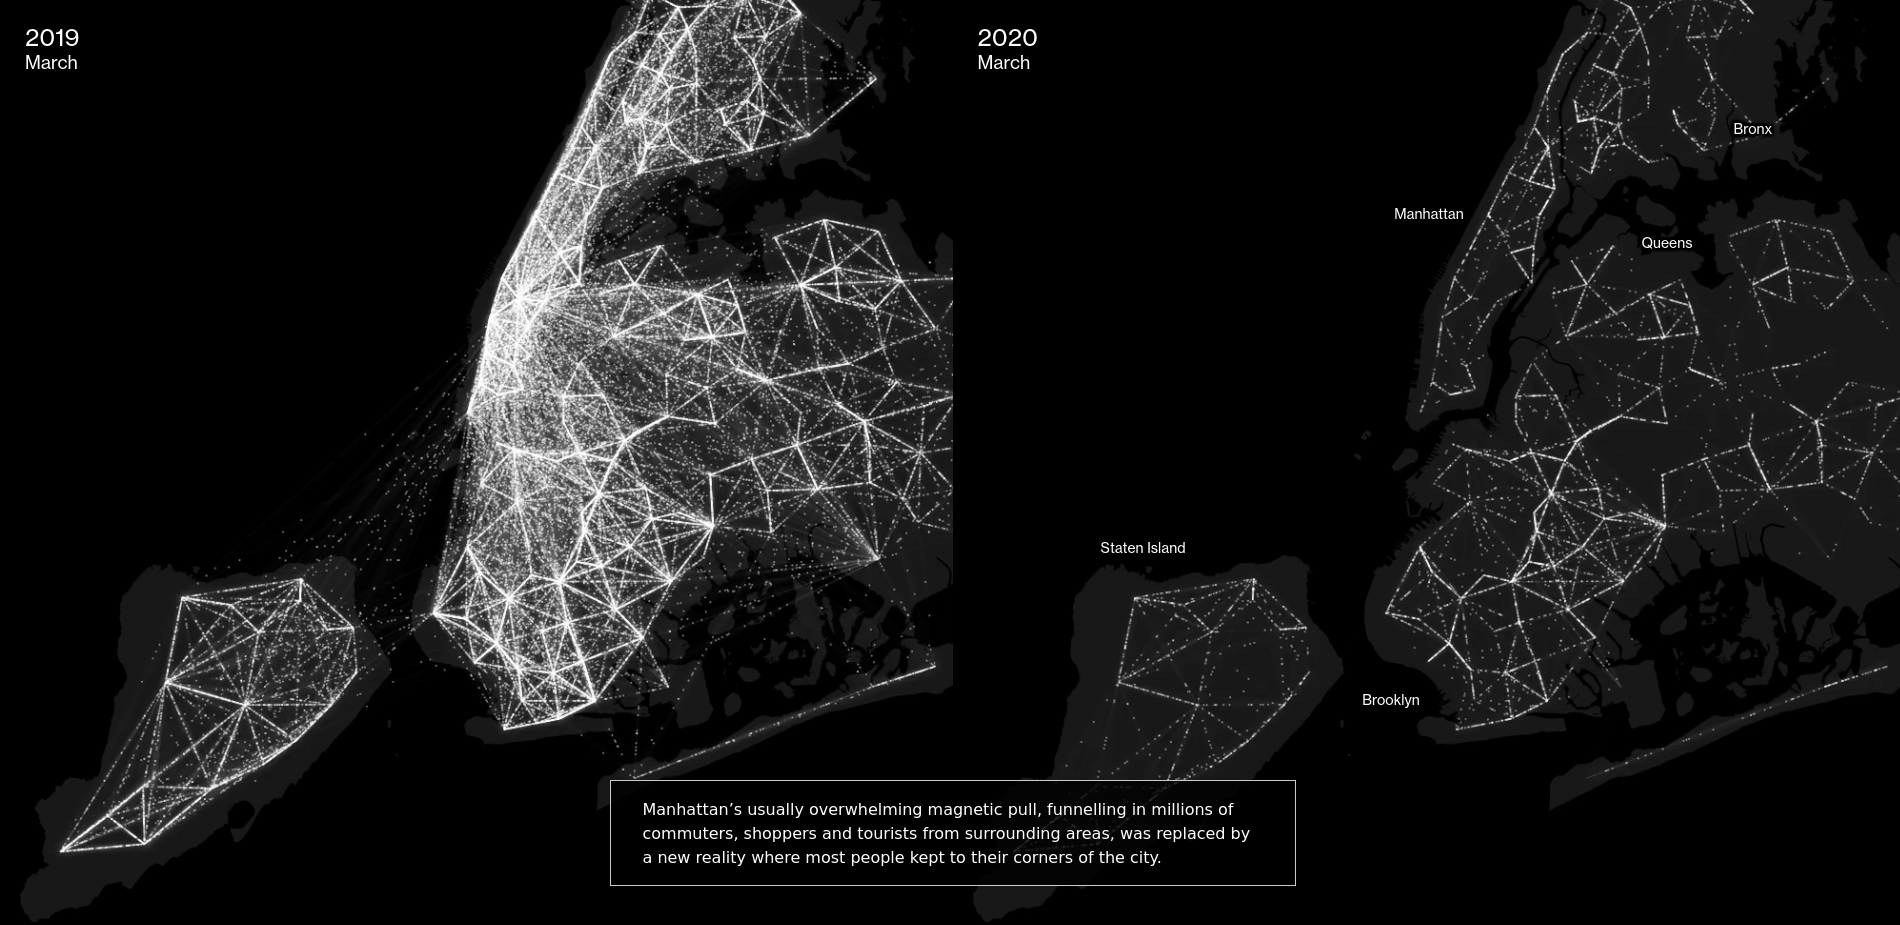 2019
March
2020
March
Bronx
Manhattan
Queens
Staten Island
Brooklyn
Manhattan’s usually overwhelming magnetic pull, funnelling in millions of
commuters, shoppers and tourists from surrounding areas, was replaced by
a new reality where most people kept to their corners of the city.